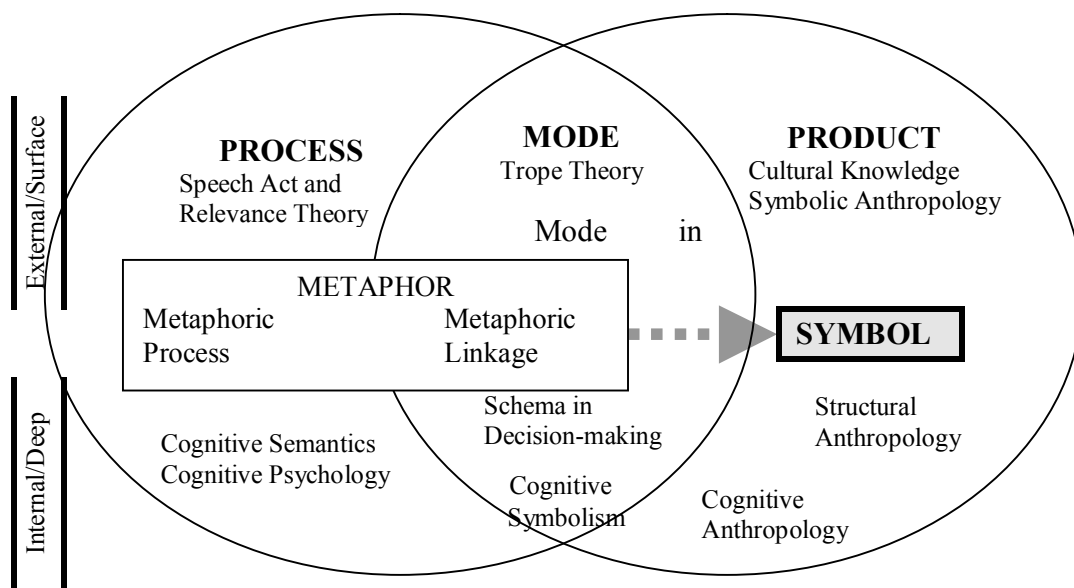 External/Surface
PROCESS
Speech Act and
Relevance Theory
MODE
Trope Theory
Mode in
PRODUCT
Cultural Knowledge
Symbolic Anthropology
METAPHOR
Metaphoric
Process
Metaphoric
Linkage
SYMBOL
Internal/Deep
Cognitive Semantics
Cognitive Psychology
Schema in
Decision-making
Cognitive
Symbolism
Structural
Anthropology
Cognitive
Anthropology